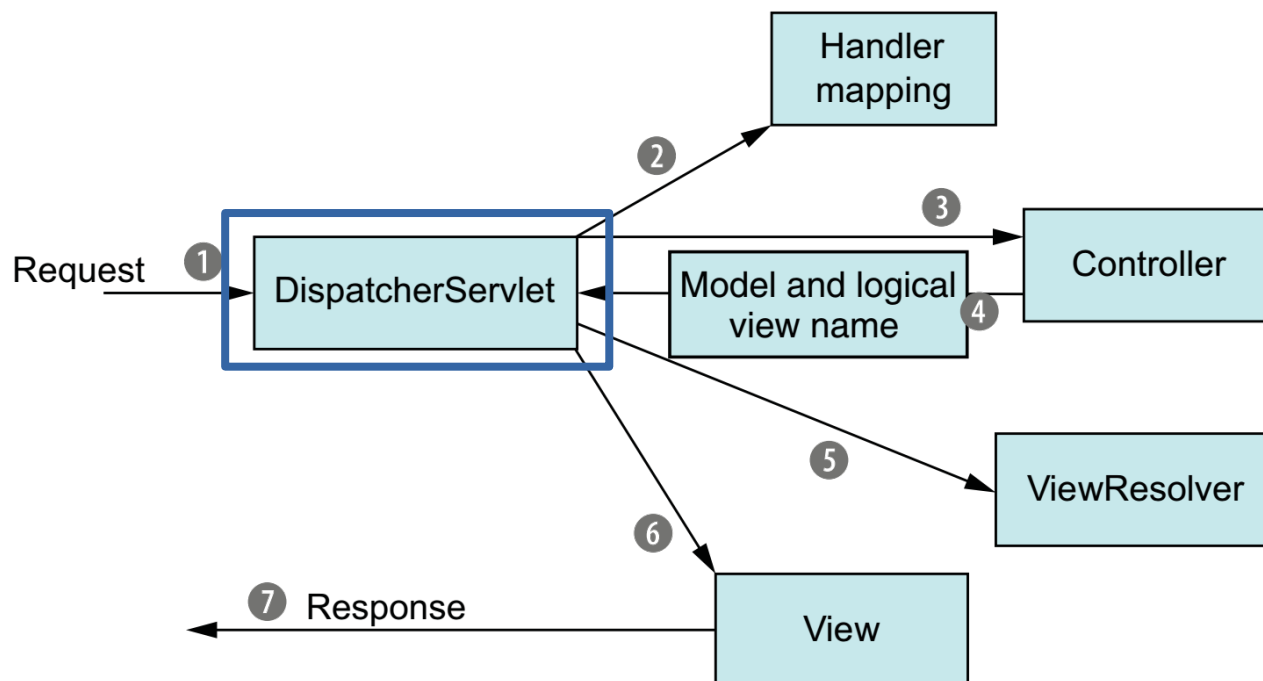 Handler
mapping
2
3
1
Request
DispatcherServlet
Model and logical
view name
4
Controller
5
ViewResolver
6
7
Response
View